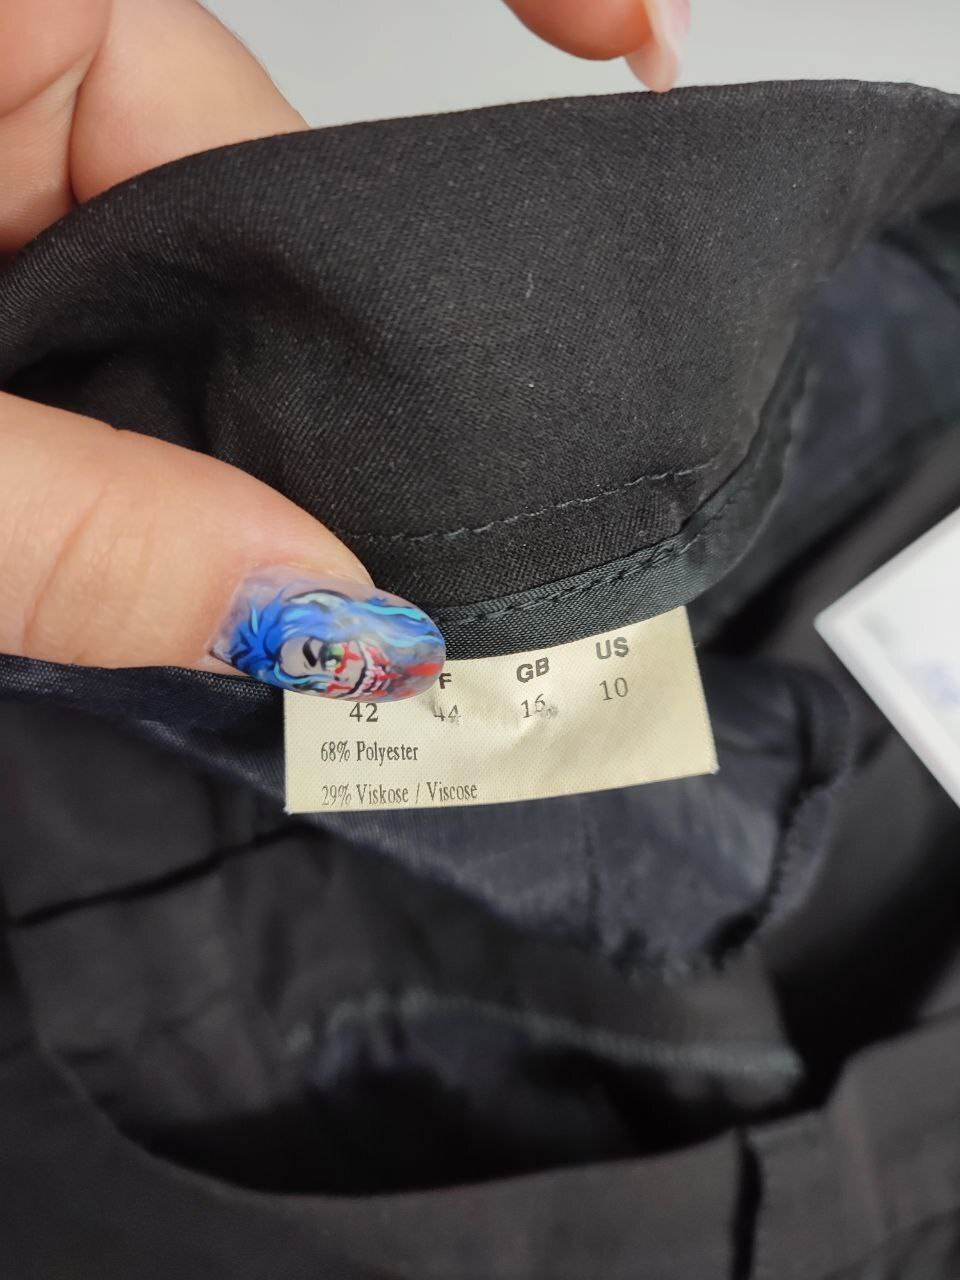 F GB US
42 44 16 10
68% Polyester
29% Viskose / Viscose